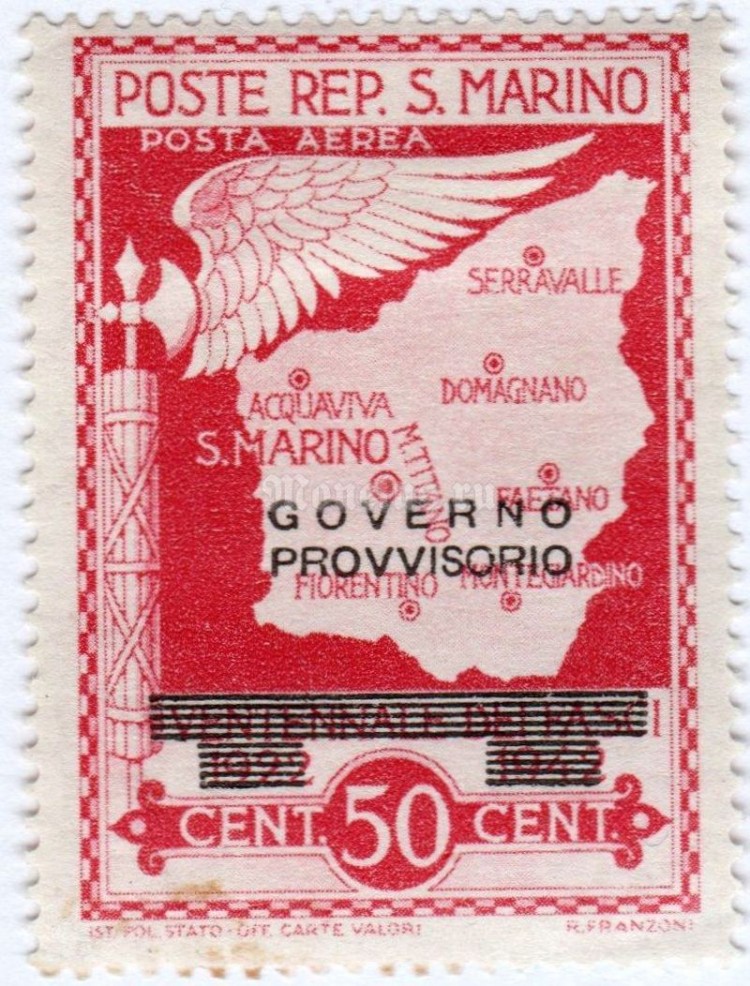 POSTE REP. S. MARINO
POSTA AEREA
SERRAVALLE
DOMAGNANO
ACQUAVIVA
S. MARINO
M. TITANO
FAETANO
GOVERNO
PROVVISORIO
FIORENTINO MONTEGIARDINO
VENTENNALE DEI FASCI
1922
CENT. 50 CENT.
IST. POL. STATO - OFF. CARTE VALORI R. FRANZONI